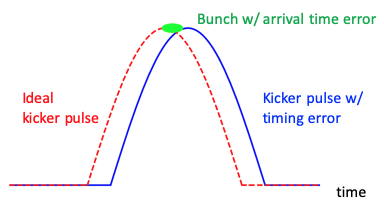 Bunch w/ arrival time error
Ideal
kicker pulse
Kicker pulse w/
timing error
time